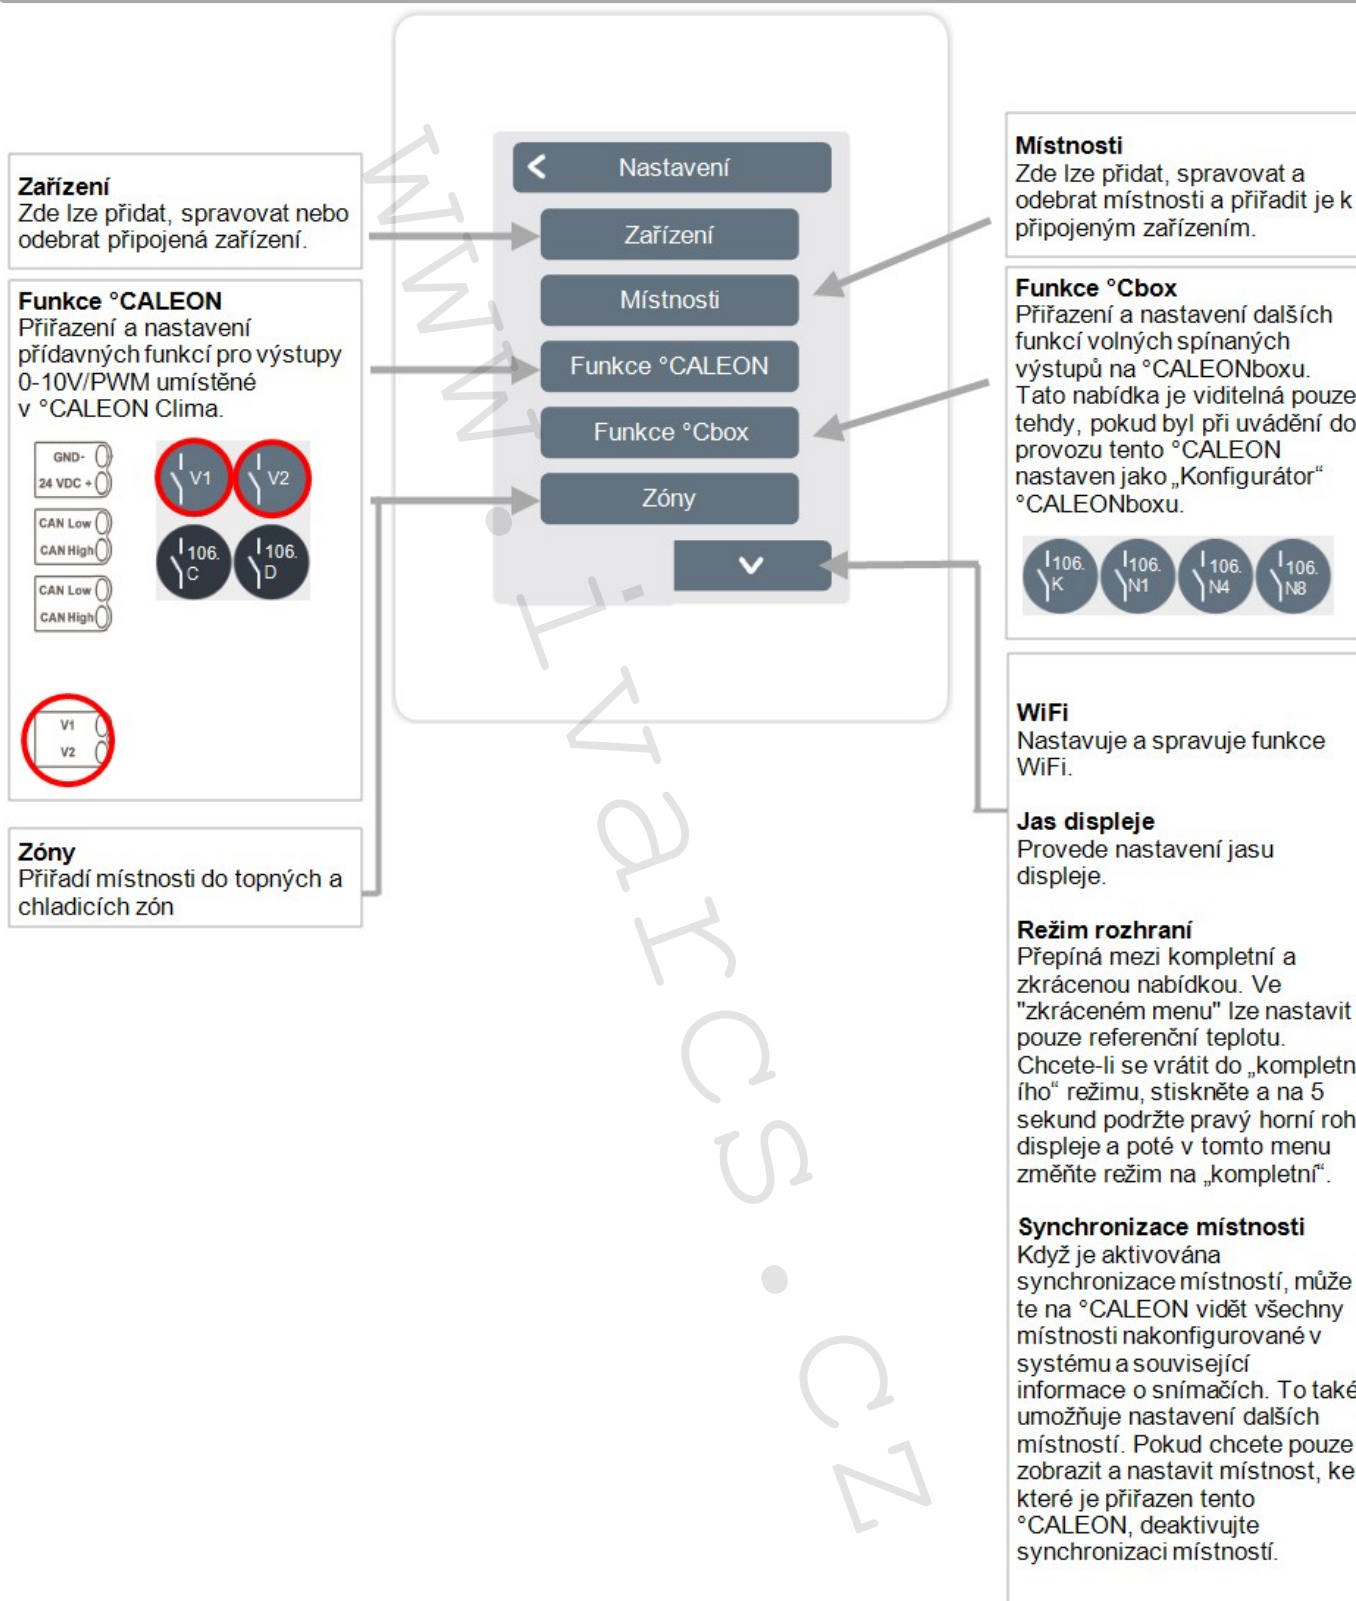 Nastavení
Zařízení
Místnosti
Funkce °CALEON
Funkce °Cbox
Zóny
Zařízení
Zde lze přidat, spravovat nebo
odebrat připojená zařízení.
Funkce °CALEON
Přiřazení a nastavení
přídavných funkcí pro výstupy
0-10V/PWM umístěné
v °CALEON Clima.
GND-
24 VDC +
CAN Low
CAN High
CAN Low
CAN High
V1
V2
106.
C
106.
D
V1
V2
Zóny
Přiřadí místnosti do topných a
chladicích zón
Místnosti
Zde lze přidat, spravovat a
odebrat místnosti a přiřadit je k
připojeným zařízením.
Funkce °Cbox
Přiřazení a nastavení dalších
funkcí volných spínaných
výstupů na °CALEONboxu.
Tato nabídka je viditelná pouze
tehdy, pokud byl při uvádění do
provozu tento °CALEON
nastaven jako „Konfigurátor“
°CALEONboxu.
106.
K
106.
N1
106.
N4
106.
N8
WiFi
Nastavuje a spravuje funkce
WiFi.
Jas displeje
Provede nastavení jasu
displeje.
Režim rozhraní
Přepíná mezi kompletní a
zkrácenou nabídkou. Ve
"zkráceném menu" lze nastavit
pouze referenční teplotu.
Chcete-li se vrátit do „kompletn
ího“ režimu, stiskněte a na 5
sekund podržte pravý horní roh
displeje a poté v tomto menu
změňte režim na „kompletní“.
Synchronizace místnosti
Když je aktivována
synchronizace místností, může
te na °CALEON vidět všechny
místnosti nakonfigurované v
systému a související
informace o snímačích. To také
umožňuje nastavení dalších
místností. Pokud chcete pouze
zobrazit a nastavit místnost, ke
které je přiřazen tento
°CALEON, deaktivujte
synchronizaci místností.
www.ivarcs.cz